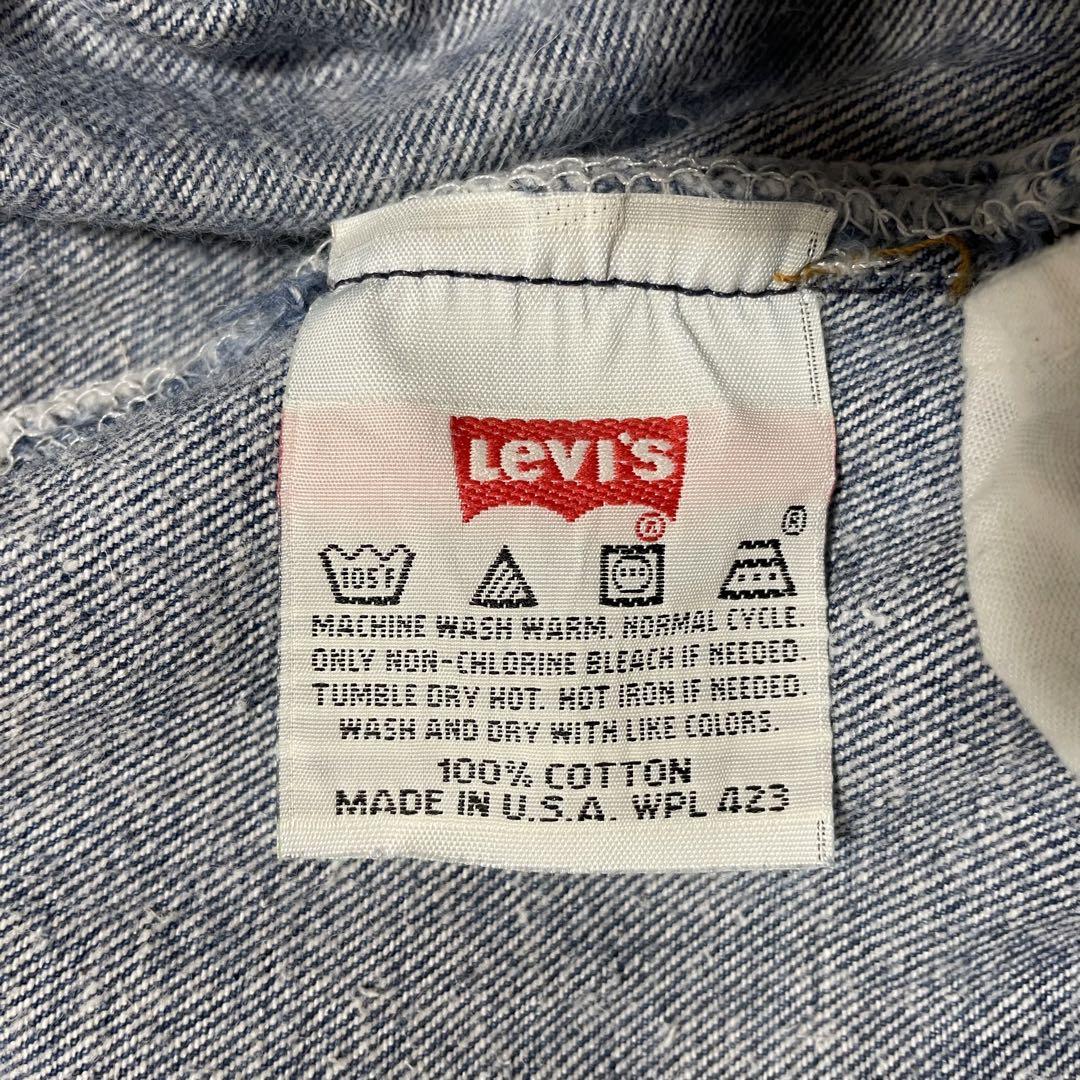 Levi's
®
®
105F
MACHINE WASH WARM. NORMAL CYCLE.
ONLY NON-CHLORINE BLEACH IF NEEDED.
TUMBLE DRY HOT. HOT IRON IF NEEDED.
WASH AND DRY WITH LIKE COLORS.
100% COTTON
MADE IN U.S.A. WPL 423